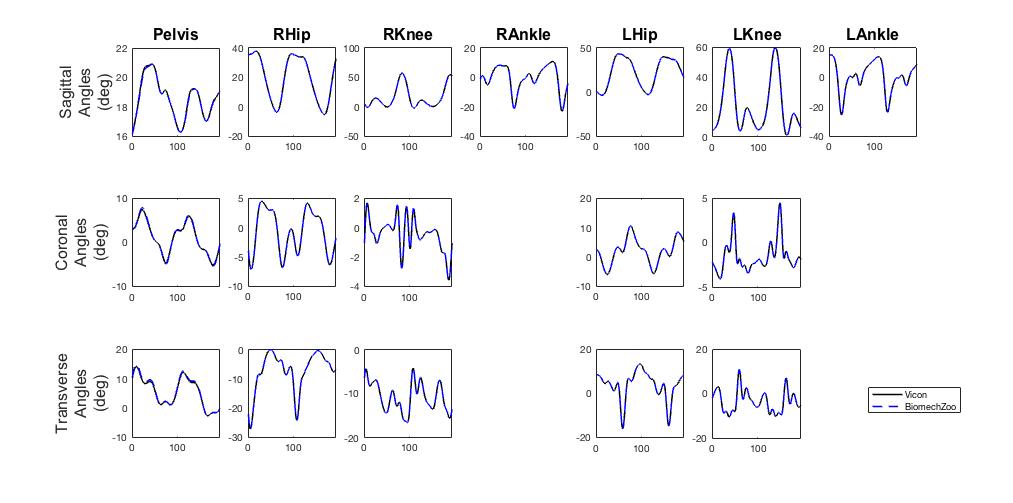 Pelvis RHip RKnee RAnkle LHip LKnee LAnkle
Sagittal
Angles
(deg)
22 20 18 16
40 20 0 -20
100 50 0 -50
20 0 -20 -40
50 0 -50
60 40 20 0
20 0 -20 -40
0 100 0 100 0 100 0 100 0 100 0 100 0 100
Coronal
Angles
(deg)
10 0 -10
5 0 -5 -10
2 0 -2 -4
20 10 0 -10
5 0 -5
0 100 0 100 0 100 0 100 0 100
Transverse
Angles
(deg)
20 10 0 -10
0 -10 -20 -30
0 -10 -20
20 0 -20
20 0 -20
0 100 0 100 0 100 0 100 0 100
Vicon
BiomechZoo